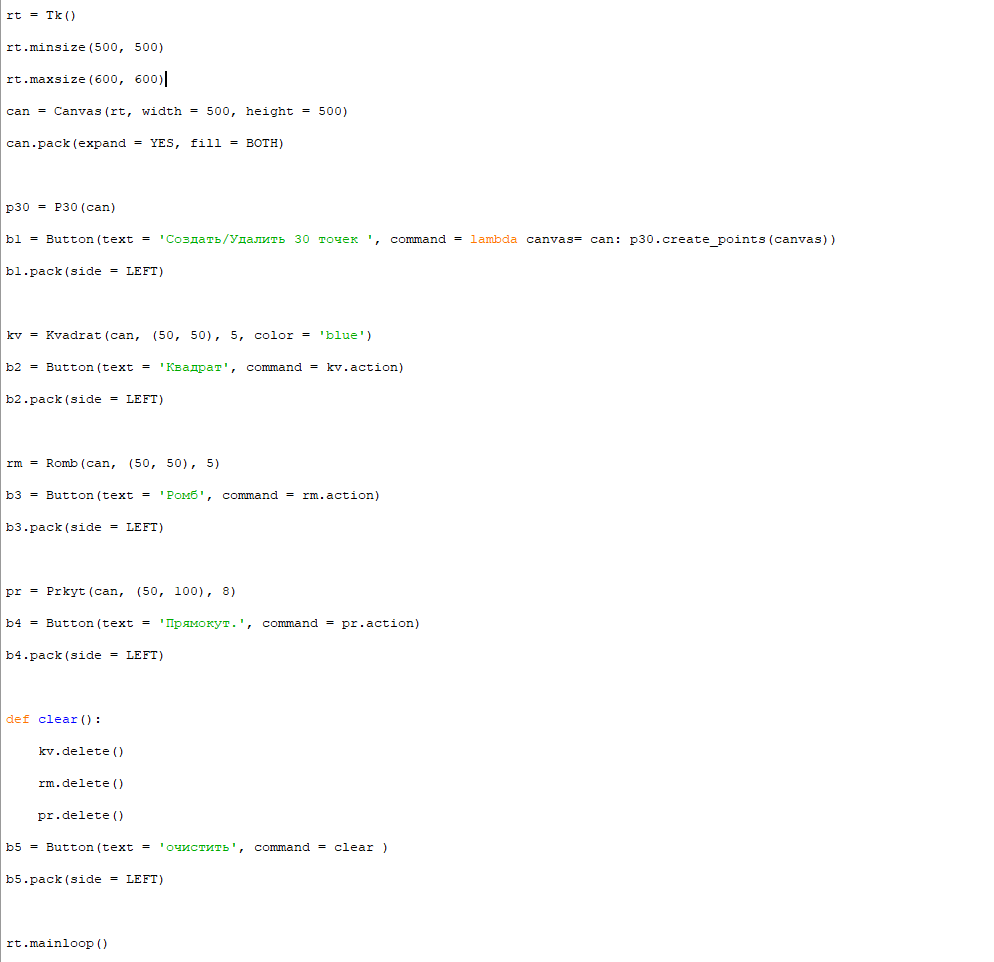 rt = Tk()
rt.minsize(500, 500)
rt.maxsize(600, 600)
can = Canvas(rt, width = 500, height = 500)
can.pack(expand = YES, fill = BOTH)
p30 = P30(can)
b1 = Button(text = 'Создать/Удалить 30 точек ', command = lambda canvas= can: p30.create_points(canvas))
b1.pack(side = LEFT)
kv = Kvadrat(can, (50, 50), 5, color = 'blue')
b2 = Button(text = 'Квадрат', command = kv.action)
b2.pack(side = LEFT)
rm = Romb(can, (50, 50), 5)
b3 = Button(text = 'Ромб', command = rm.action)
b3.pack(side = LEFT)
pr = Prkyt(can, (50, 100), 8)
b4 = Button(text = 'Прямокут.', command = pr.action)
b4.pack(side = LEFT)
def clear():
    kv.delete()
    rm.delete()
    pr.delete()
b5 = Button(text = 'очистить', command = clear )
b5.pack(side = LEFT)
rt.mainloop()